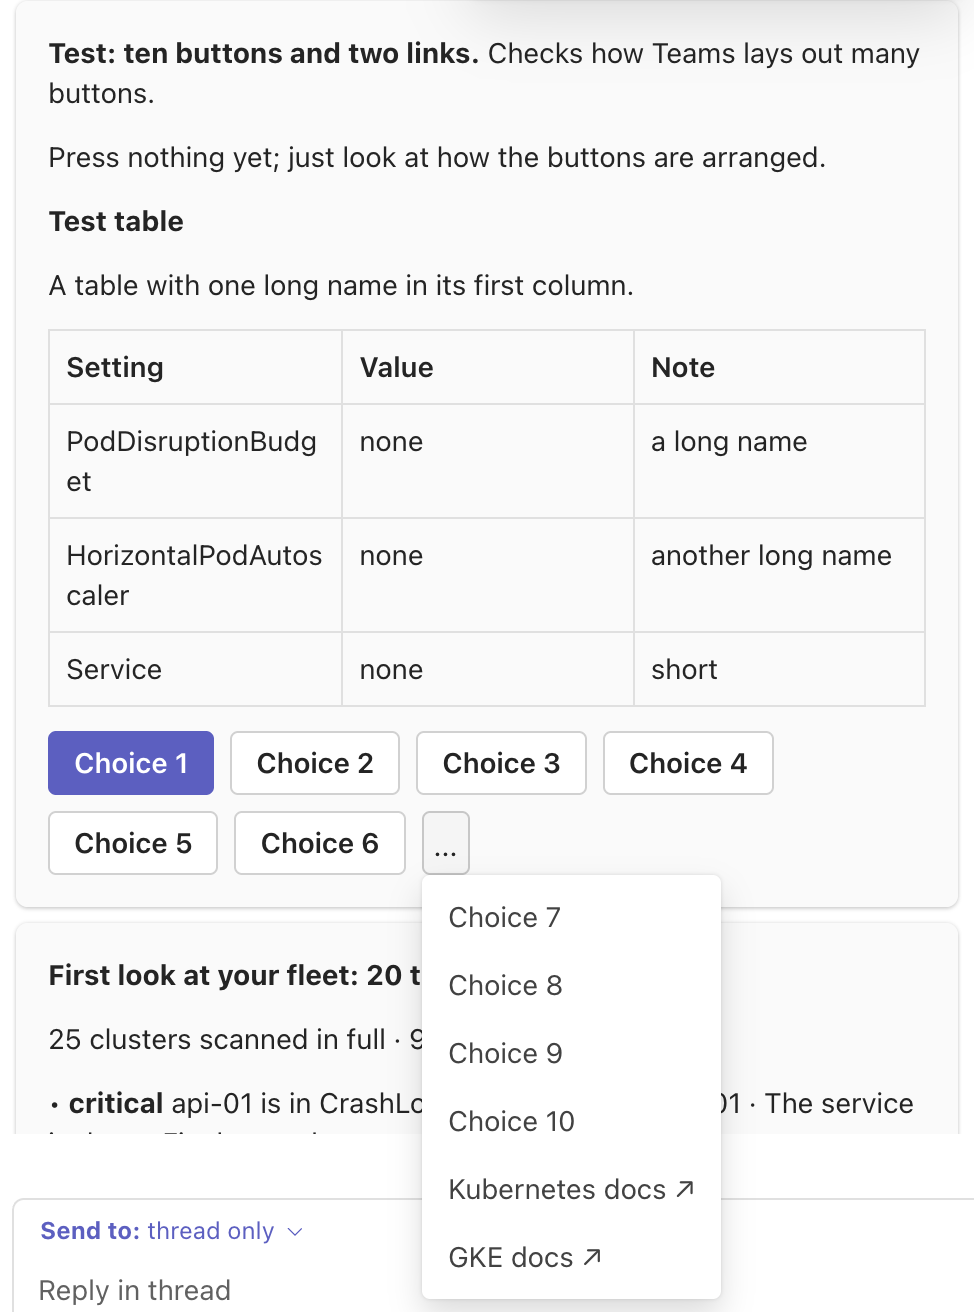 Test: ten buttons and two links. Checks how Teams lays out many
buttons.
Press nothing yet; just look at how the buttons are arranged.
Test table
A table with one long name in its first column.
Setting Value Note
PodDisruptionBudg
et none a long name
HorizontalPodAutos
caler none another long name
Service none short
Choice 1 Choice 2 Choice 3 Choice 4
Choice 5 Choice 6 ...
Choice 7
Choice 8
Choice 9
Choice 10
Kubernetes docs ↗
GKE docs ↗
First look at your fleet: 20
25 clusters scanned in full · 9
• critical api-01 is in · The service
Send to: thread only
Reply in thread